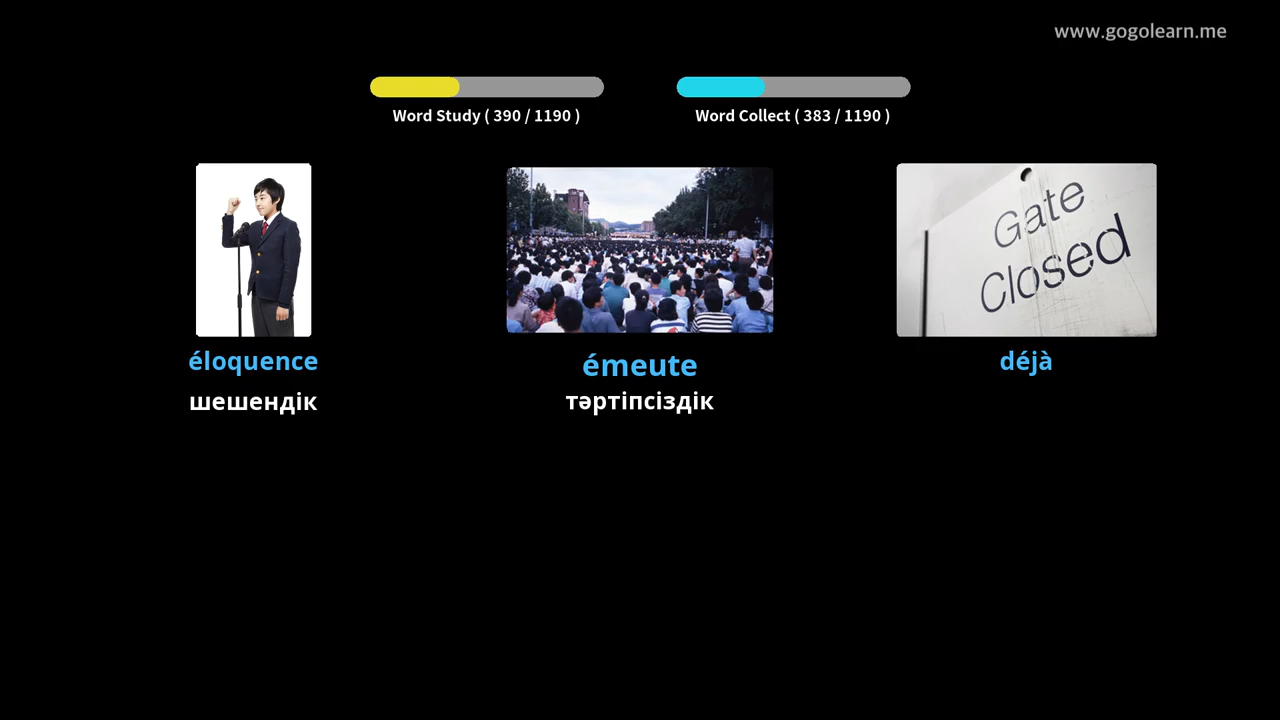 www.gogolearn.me
Word Study ( 390 / 1190 )
Word Collect ( 383 / 1190 )
Gate
Closed
éloquence
émeute
déjà
шешендік
тәртіпсіздік